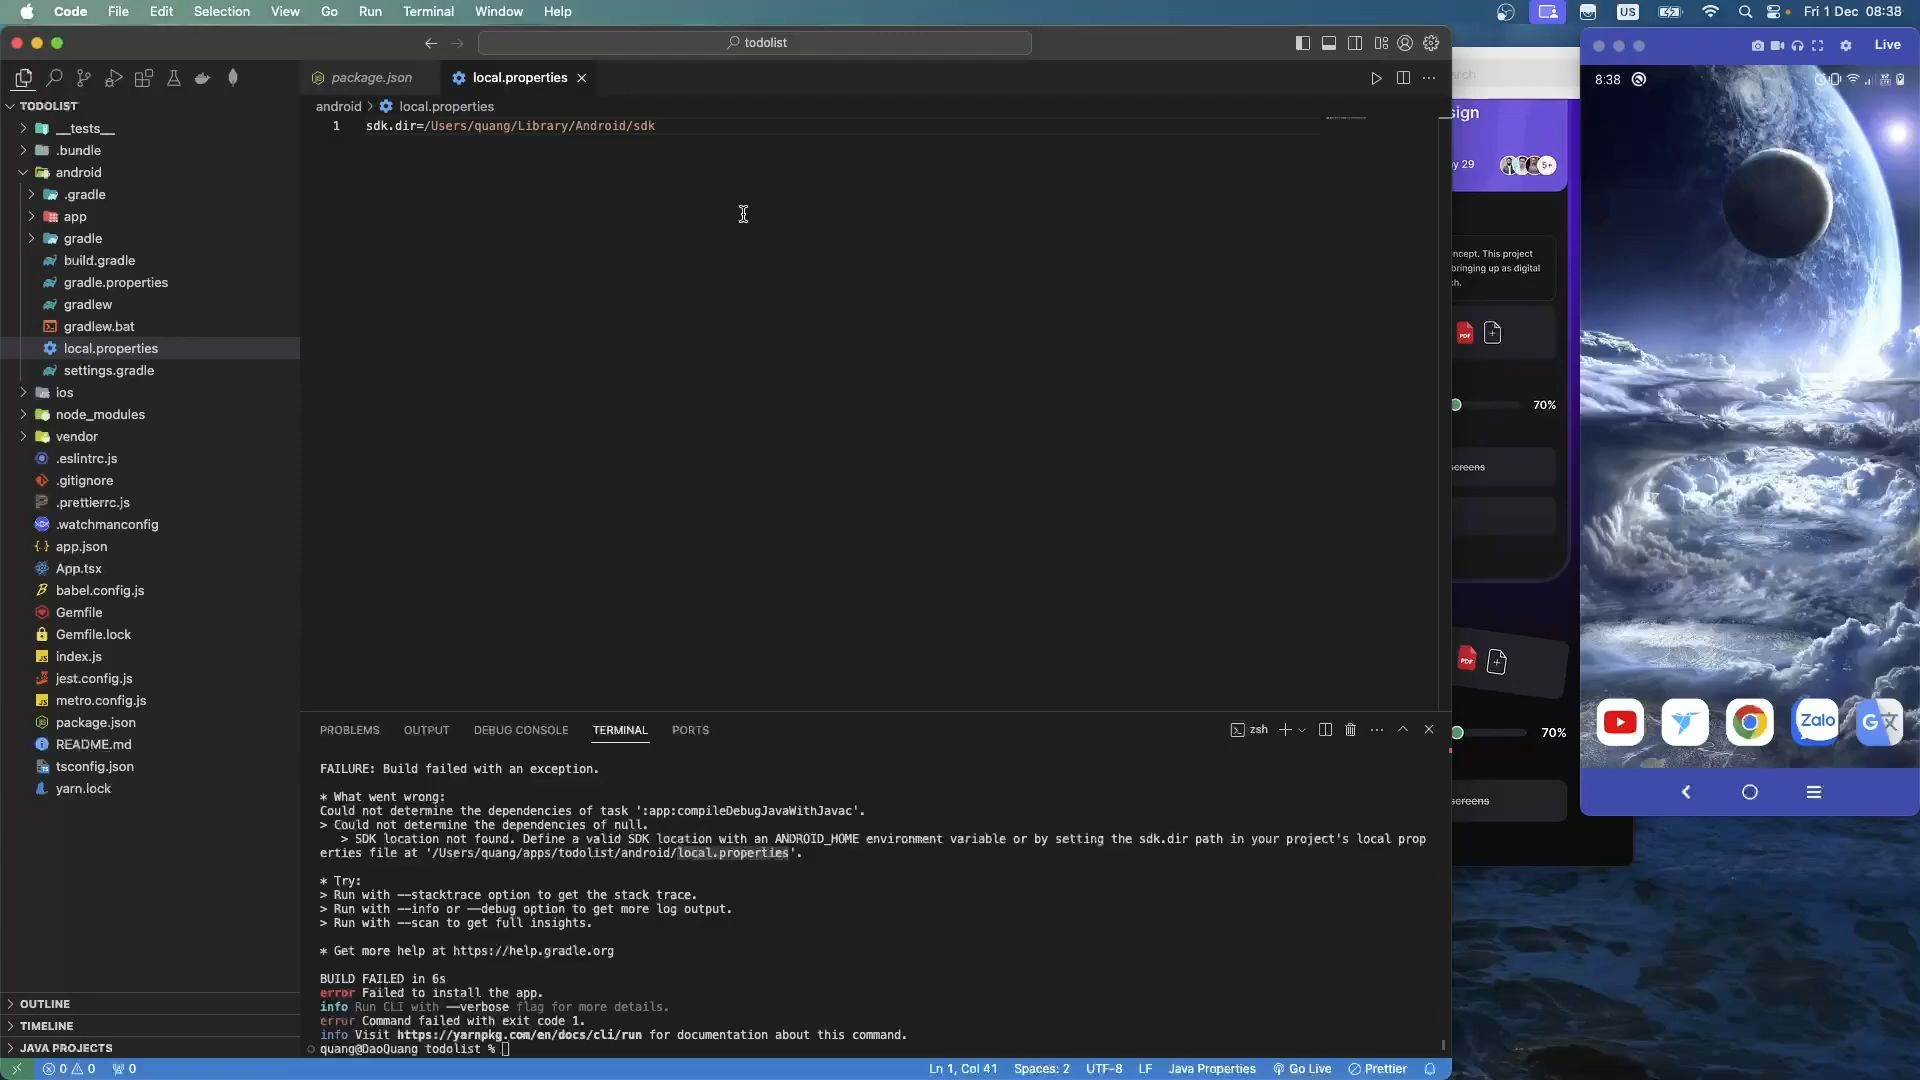 Code File Edit Selection View Go Run Terminal Window Help
US Fri 1 Dec 08:38
todolist
Live
package.json
local.properties
8:38
TODOLIST
android > local.properties
1 sdk.dir=/Users/quang/Library/Android/sdk
__tests__
.bundle
android
.gradle
app
gradle
build.gradle
gradle.properties
gradlew
gradlew.bat
local.properties
settings.gradle
ios
node_modules
vendor
.eslintrc.js
.gitignore
.prettierrc.js
.watchmanconfig
app.json
App.tsx
babel.config.js
Gemfile
Gemfile.lock
index.js
jest.config.js
metro.config.js
package.json
README.md
tsconfig.json
yarn.lock
OUTLINE
TIMELINE
JAVA PROJECTS
5+
PDF
70%
PDF
70%
Zalo
PROBLEMS OUTPUT DEBUG CONSOLE TERMINAL PORTS
zsh
FAILURE: Build failed with an exception.
* What went wrong:
Could not determine the dependencies of task ':app:compileDebugJavaWithJavac'.
> Could not determine the dependencies of null.
> SDK location not found. Define a valid SDK location with an ANDROID_HOME environment variable or by setting the sdk.dir path in your project's local prop
erties file at '/Users/quang/apps/todolist/android/local.properties'.
* Try:
> Run with --stacktrace option to get the stack trace.
> Run with --info or --debug option to get more log output.
> Run with --scan to get full insights.
* Get more help at https://help.gradle.org
BUILD FAILED in 6s
error Failed to install the app.
info Run CLI with --verbose flag for more details.
error Command failed with exit code 1.
info Visit https://yarnpkg.com/en/docs/cli/run for documentation about this command.
quang@DaoQuang todolist %
0 0 0
Ln 1, Col 41 Spaces: 2 UTF-8 LF Java Properties Go Live Prettier